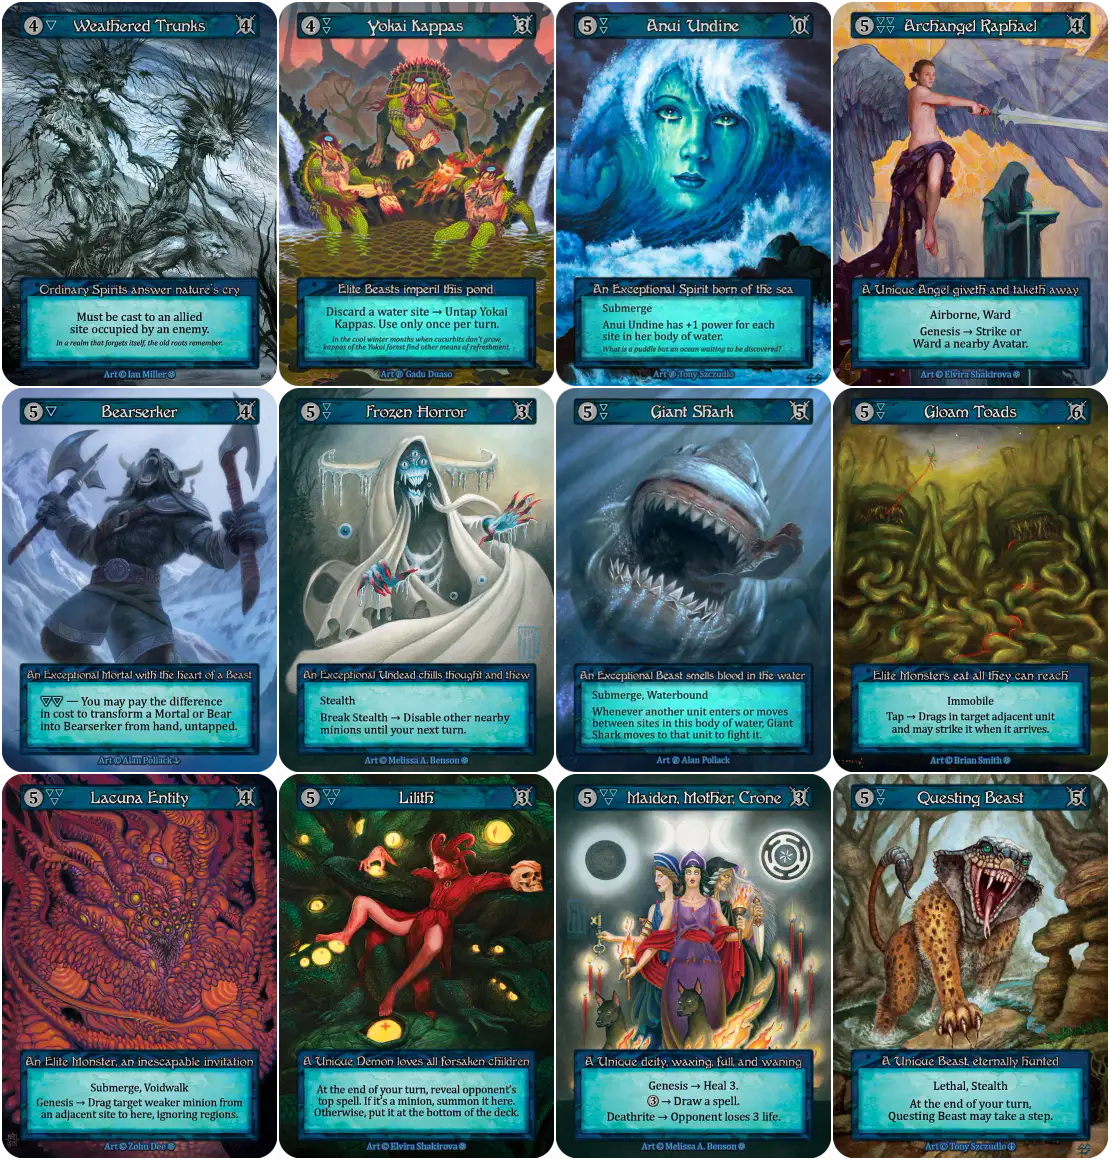 4 Weathered Trunks 4
Ordinary Spirits answer nature's cry
Must be cast to an allied
site occupied by an enemy.
In a realm that forgets itself, the old roots remember.
Art © Ian Miller
4 Yokai Kappas 3
Elite Beasts imperil this pond
Discard a water site → Untap Yokai
Kappas. Use only once per turn.
In the cool winter months when cucurbits don't grow,
kappas of the Yokai forest find other means of refreshment.
Art Gadu Duaso
5 Anui Undine 0
An Exceptional Spirit born of the sea
Submerge
Anui Undine has +1 power for each
site in her body of water.
What is a puddle but an ocean waiting to be discovered?
Art Tony Szczudlo
5 Archangel Raphael 4
A Unique Angel giveth and taketh away
Airborne, Ward
Genesis → Strike or
Ward a nearby Avatar.
Art © Elvira Shakirova
5 Bearserker 4
An Exceptional Mortal with the heart of a Beast
— You may pay the difference
in cost to transform a Mortal or Bear
into Bearserker from hand, untapped.
Art © Alan Pollack
5 Frozen Horror 3
An Exceptional Undead chills thought and thew
Stealth
Break Stealth → Disable other nearby
minions until your next turn.
Art © Melissa A. Benson
5 Giant Shark 5
An Exceptional Beast smells blood in the water
Submerge, Waterbound
Whenever another unit enters or moves
between sites in this body of water, Giant
Shark moves to that unit to fight it.
Art Alan Pollack
5 Gloam Toads 6
Elite Monsters eat all they can reach
Immobile
Tap → Drags in target adjacent unit
and may strike it when it arrives.
Art © Brian Smith
5 Lacuna Entity 4
An Elite Monster, an inescapable invitation
Submerge, Voidwalk
Genesis → Drag target weaker minion from
an adjacent site to here, ignoring regions.
Art © Zohn Dee
5 Lilith 3
A Unique Demon loves all forsaken children
At the end of your turn, reveal opponent's
top spell. If it's a minion, summon it here.
Otherwise, put it at the bottom of the deck.
Art © Elvira Shakirova
5 Maiden, Mother, Crone 3
A Unique deity, waxing, full, and waning
Genesis → Heal 3.
3 → Draw a spell.
Deathrite → Opponent loses 3 life.
Art © Melissa A. Benson
5 Questing Beast 5
A Unique Beast, eternally hunted
Lethal, Stealth
At the end of your turn,
Questing Beast may take a step.
Art © Tony Szczudlo